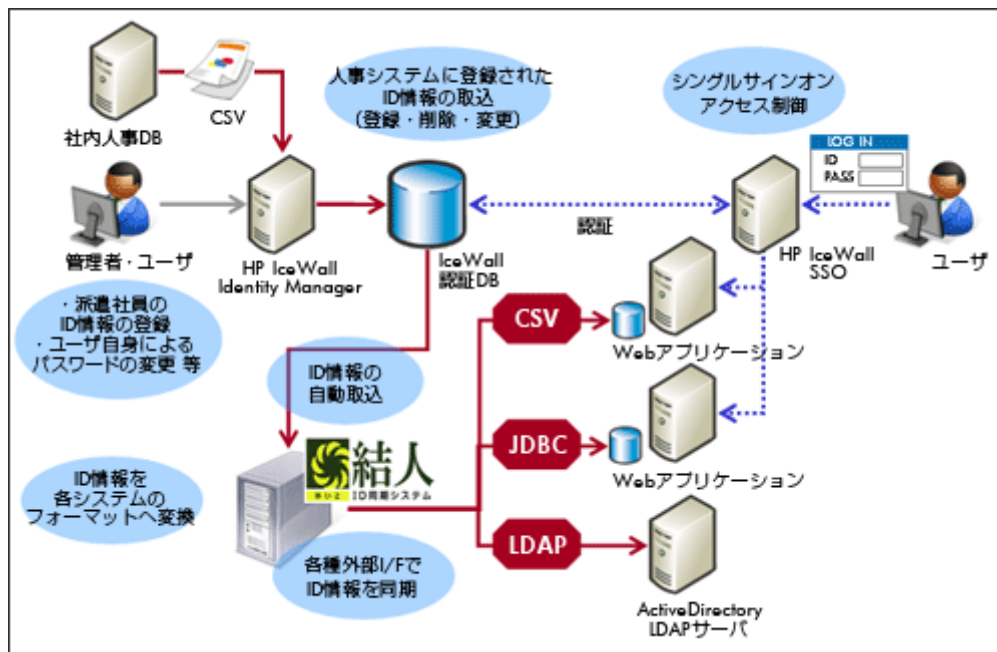 CSV
社内人事DB
人事システムに登録された
ID情報の取込
(登録・削除・変更)
シングルサインオン
アクセス制御
LOG IN
ID
PASS
管理者・ユーザ
HP IceWall
Identity Manager
IceWall
認証DB
認証
HP IceWall
SSO
ユーザ
・派遣社員の
ID情報の登録
・ユーザ自身による
パスワードの変更 等
ID情報の
自動取込
CSV
Webアプリケーション
JDBC
Webアプリケーション
結人
ゆいと
ID同期システム
ID情報を
各システムの
フォーマットへ変換
各種外部I/Fで
ID情報を同期
LDAP
ActiveDirectory
LDAPサーバ